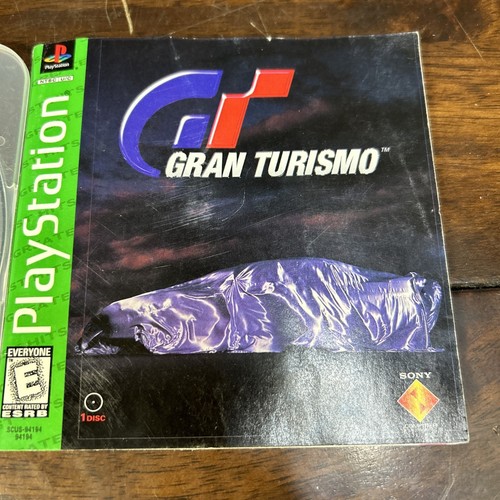 PlayStation
NTSC U/C
PlayStation
GREATEST HITS
EVERYONE
E
CONTENT RATED BY
ESRB
SCUS-94194
94194
GT
GRAN TURISMO™
1 DISC
SONY